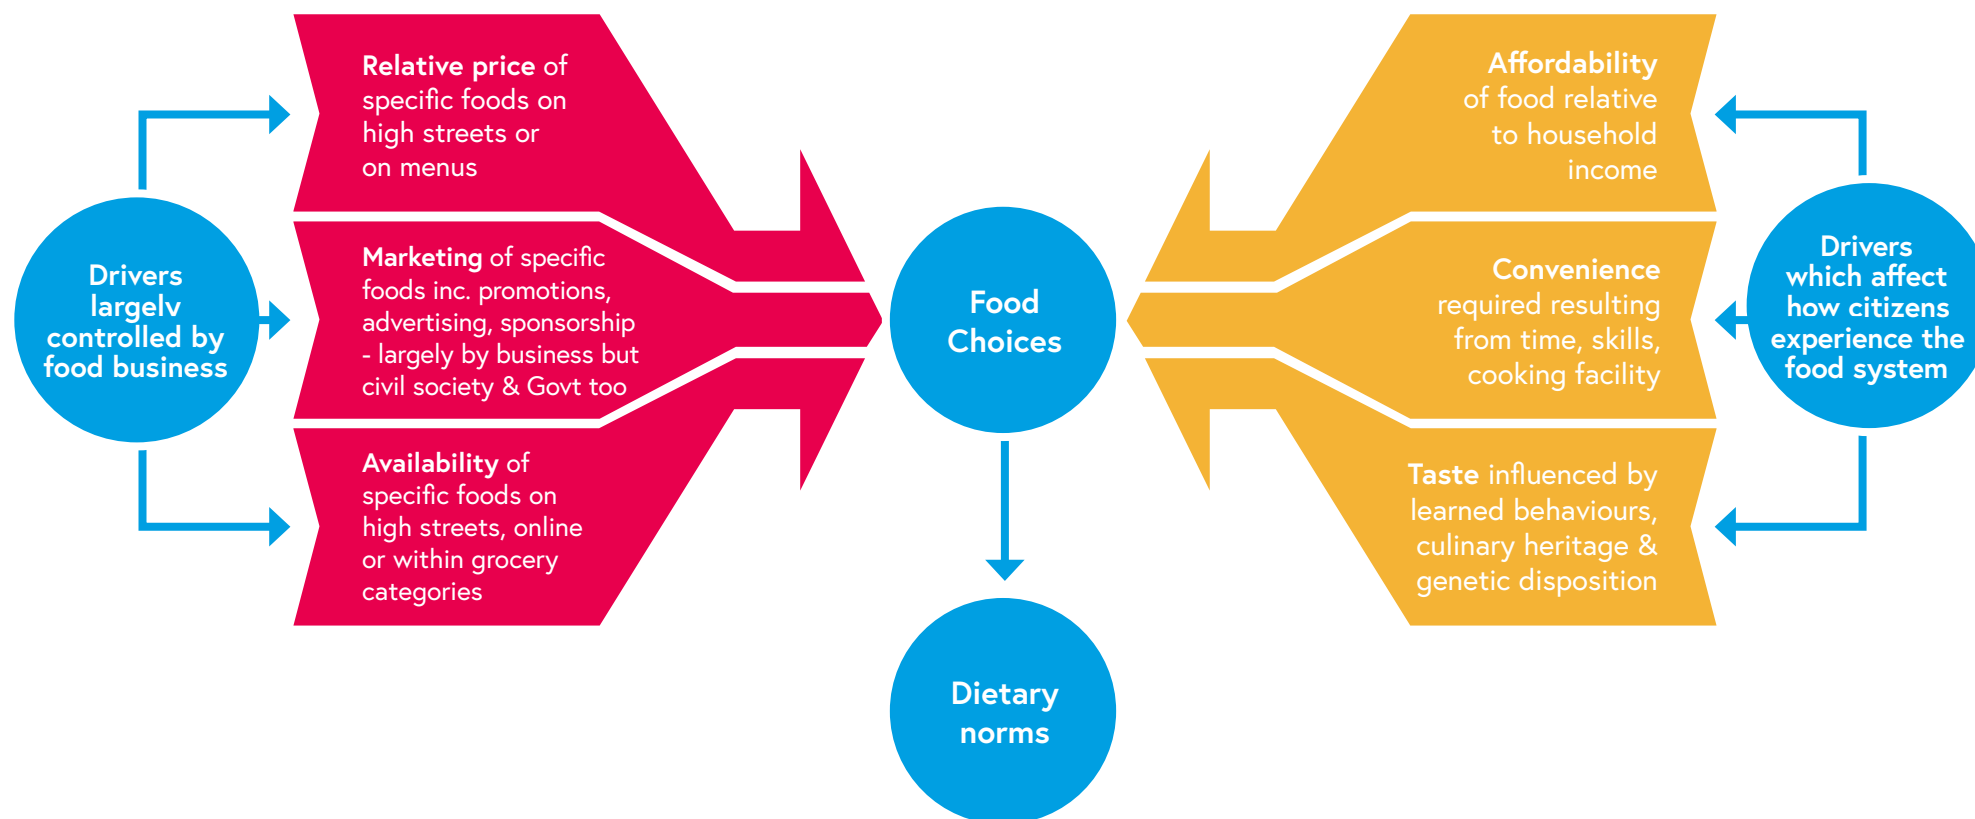 Drivers
largely
controlled by
food business
Relative price of
specific foods on
high streets or
on menus
Marketing of specific
foods inc. promotions,
advertising, sponsorship
- largely by business but
civil society & Govt too
Availability of
specific foods on
high streets, online
or within grocery
categories
Food
Choices
Dietary
norms
Affordability
of food relative
to household
income
Convenience
required resulting
from time, skills,
cooking facility
Taste influenced by
learned behaviours,
culinary heritage &
genetic disposition
Drivers
which affect
how citizens
experience the
food system